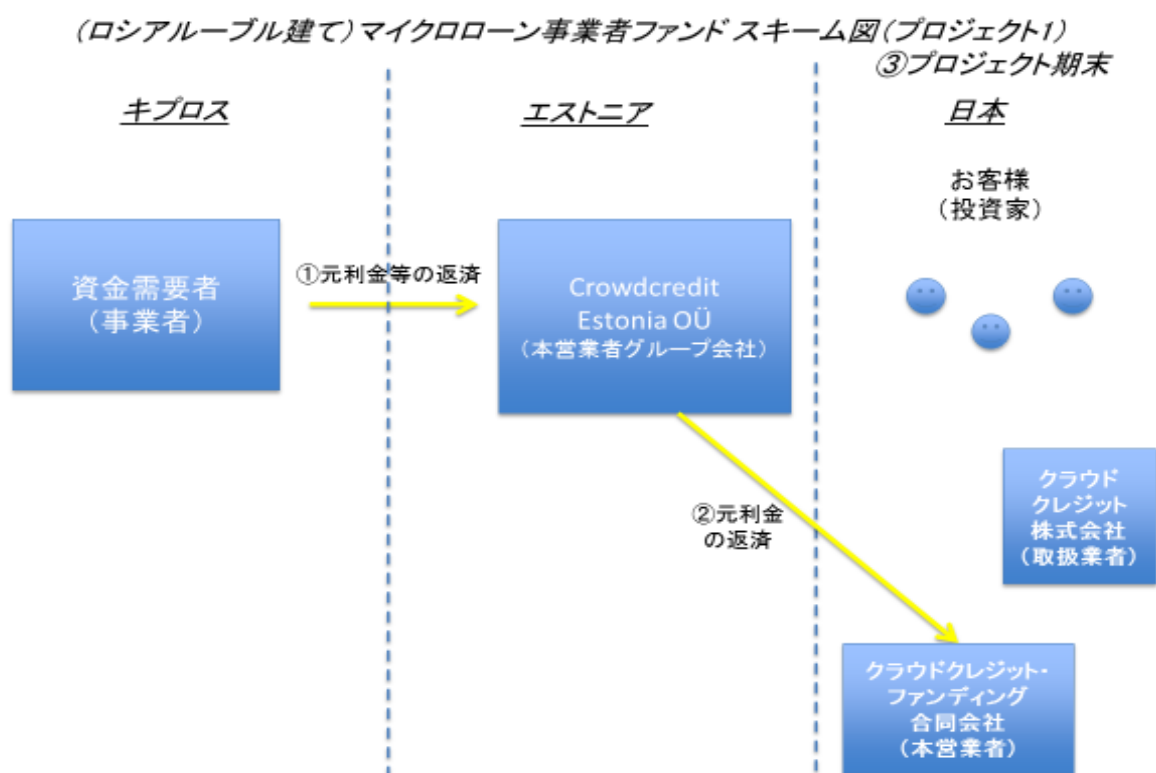 (ロシアルーブル建て)マイクロローン事業者ファンド スキーム図(プロジェクト1)
③プロジェクト期末
キプロス
エストニア
日本
お客様
(投資家)
資金需要者
(事業者)
①元利金等の返済
Crowdcredit
Estonia OÜ
(本営業者グループ会社)
②元利金
の返済
クラウド
クレジット
株式会社
(取扱業者)
クラウドクレジット・
ファンディング
合同会社
(本営業者)